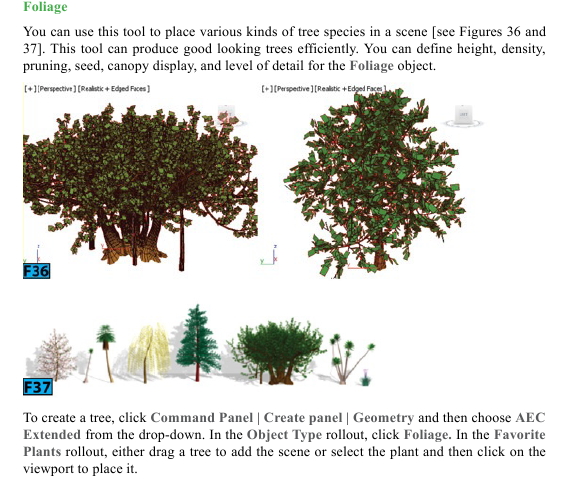 Foliage
You can use this tool to place various kinds of tree species in a scene [see Figures 36 and
37]. This tool can produce good looking trees efficiently. You can define height, density,
pruning, seed, canopy display, and level of detail for the Foliage object.
[+][Perspective][Realistic + Edged Faces]
[+][Perspective][Realistic + Edged Faces]
F36
F37
To create a tree, click Command Panel | Create panel | Geometry and then choose AEC
Extended from the drop-down. In the Object Type rollout, click Foliage. In the Favorite
Plants rollout, either drag a tree to add the scene or select the plant and then click on the
viewport to place it.